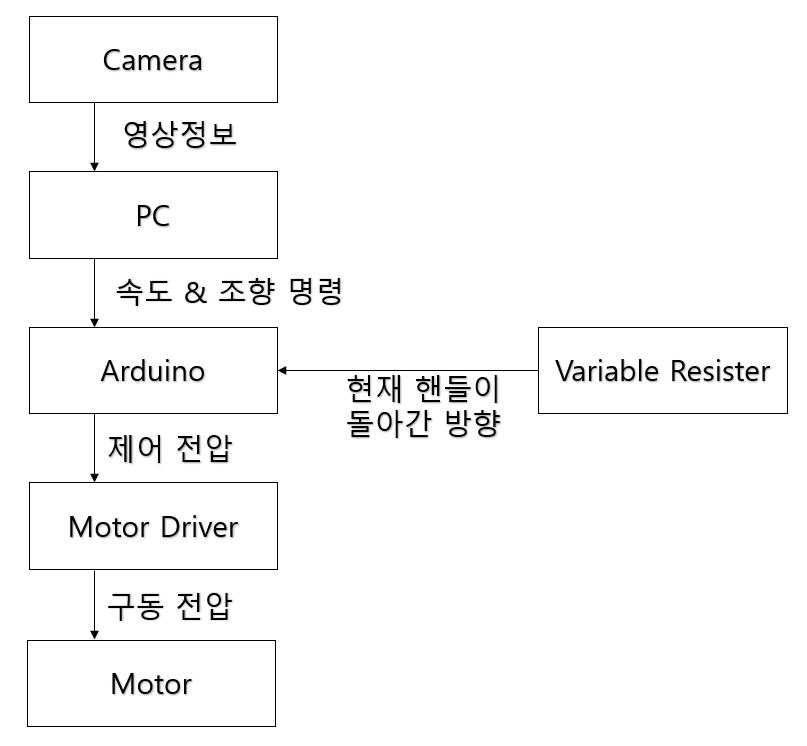 Camera
영상정보
PC
속도 & 조향 명령
Arduino
Variable Resister
현재 핸들이
돌아간 방향
제어 전압
Motor Driver
구동 전압
Motor